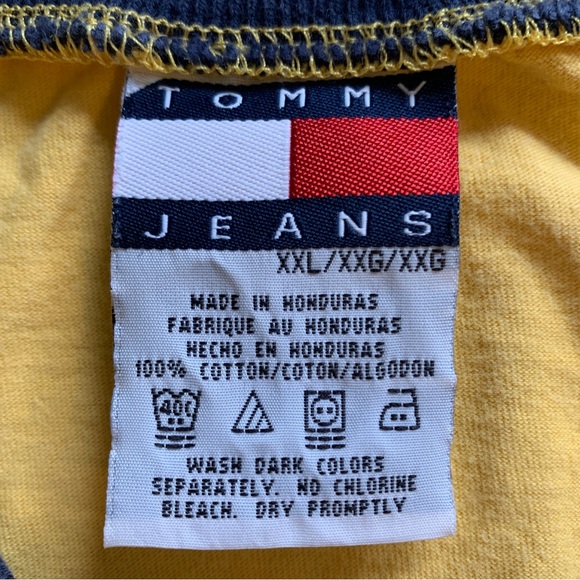 TOMMY
JEANS
XXL/XXG/XXG
MADE IN HONDURAS
FABRIQUE AU HONDURAS
HECHO EN HONDURAS
100% COTTON/COTON/ALGODON
40C
WASH DARK COLORS
SEPARATELY. NO CHLORINE
BLEACH. DRY PROMPTLY